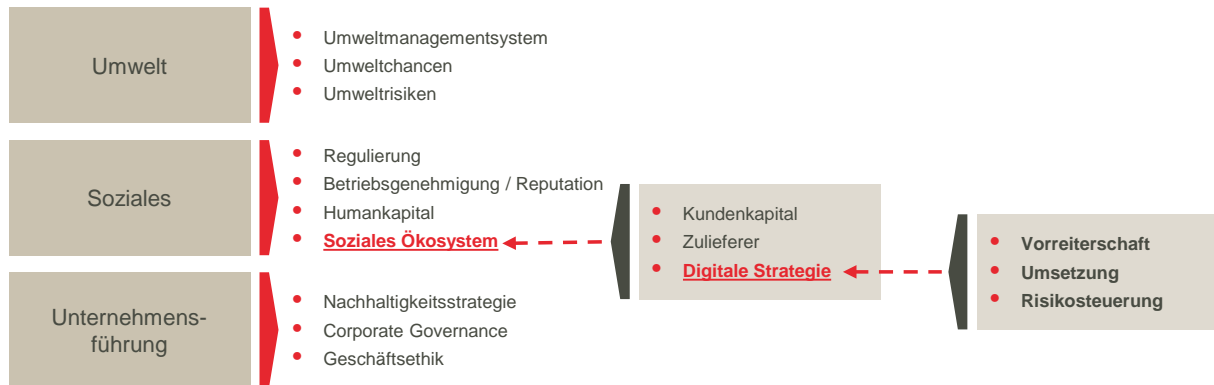 Umwelt
Umweltmanagementsystem
Umweltchancen
Umweltrisiken
Soziales
Regulierung
Betriebsgenehmigung / Reputation
Humankapital
Soziales Ökosystem
Kundenkapital
Zulieferer
Digitale Strategie
Vorreiterschaft
Umsetzung
Risikosteuerung
Unternehmens-
führung
Nachhaltigkeitsstrategie
Corporate Governance
Geschäftsethik